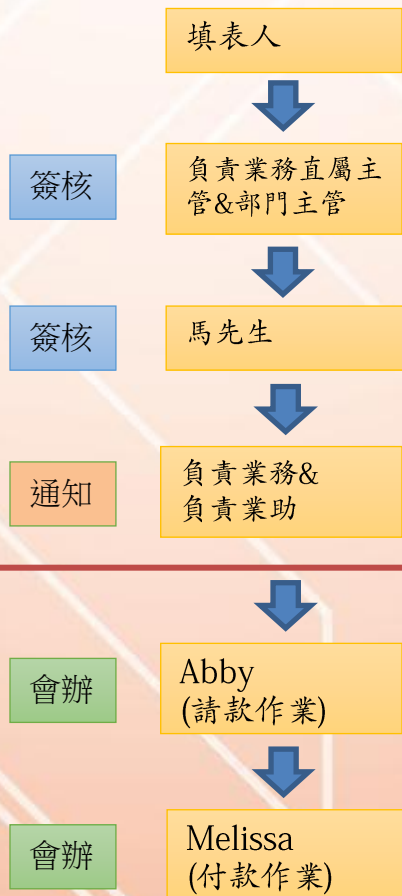 填表人
簽核
負責業務直屬主
管&部門主管
簽核
馬先生
通知
負責業務&
負責業助
會辦
Abby
(請款作業)
會辦
Melissa
(付款作業)